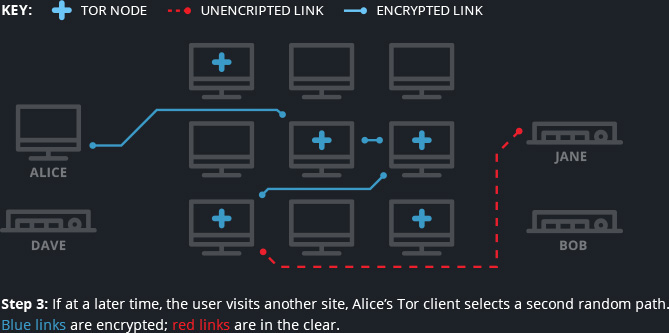 KEY: TOR NODE UNENCRIPTED LINK ENCRYPTED LINK
ALICE
JANE
DAVE
BOB
Step 3: If at a later time, the user visits another site, Alice's Tor client selects a second random path.
Blue links are encrypted; red links are in the clear.